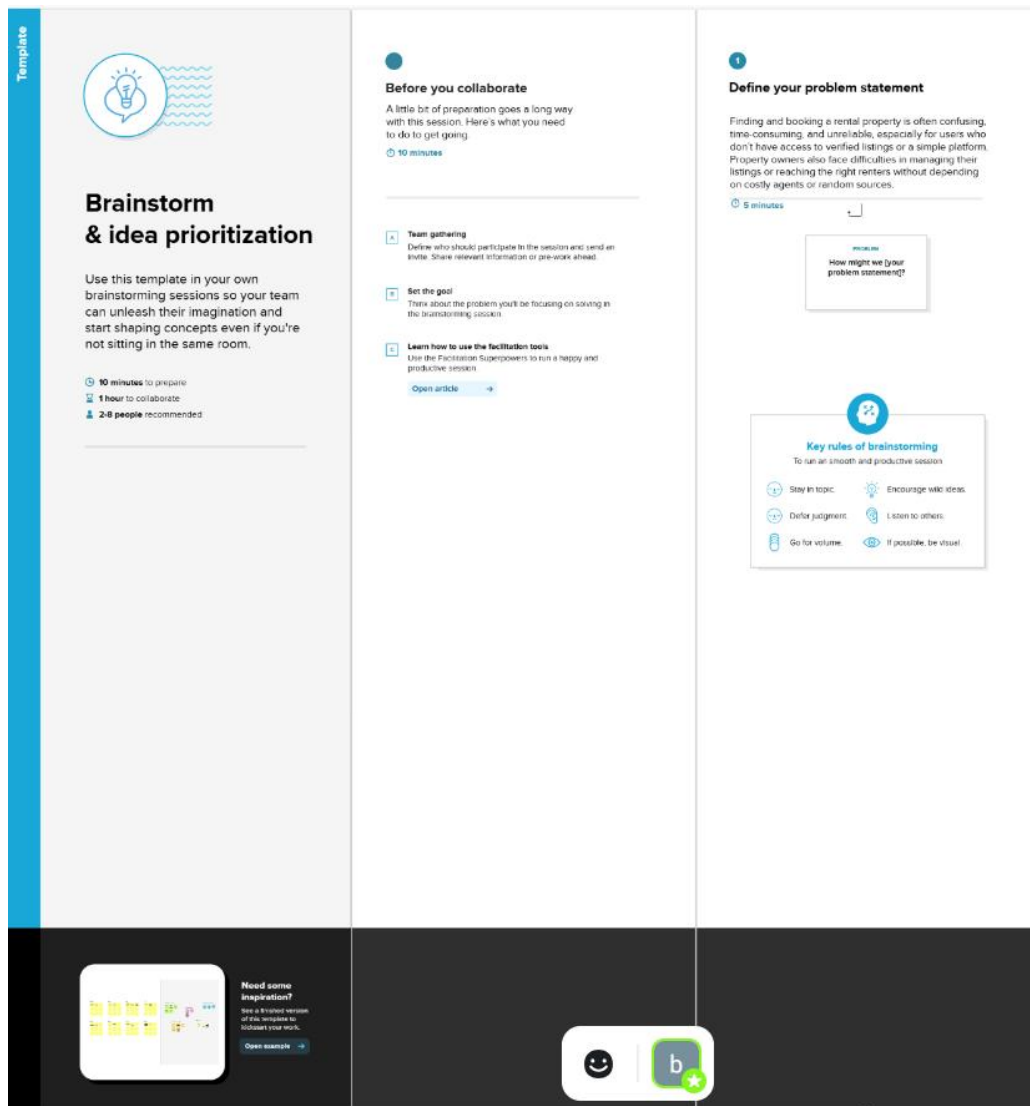 Template
Brainstorm
& idea prioritization
Use this template in your own
brainstorming sessions so your team
can unleash their imagination and
start shaping concepts even if you're
not sitting in the same room.
10 minutes to prepare
1 hour to collaborate
2-8 people recommended
Before you collaborate
A little bit of preparation goes a long way
with this session. Here's what you need
to do to get going.
10 minutes
A
Team gathering
Define who should participate in the session and send an
invite. Share relevant information or pre-work ahead.
B
Set the goal
Think about the problem you'll be focusing on solving in
the brainstorming session.
C
Learn how to use the facilitation tools
Use the Facilitation Superpowers to run a happy and
productive session.
Open article
1
Define your problem statement
Finding and booking a rental property is often confusing,
time-consuming, and unreliable, especially for users who
don't have access to verified listings or a simple platform.
Property owners also face difficulties in managing their
listings or reaching the right renters without depending
on costly agents or random sources.
5 minutes
PROBLEM
How might we [your
problem statement]?
Key rules of brainstorming
To run an smooth and productive session
Stay in topic.
Encourage wild ideas.
Defer judgment.
Listen to others.
Go for volume.
If possible, be visual.
Need some
inspiration?
See a finished version
of this template to
kickstart your work.
Open example
b